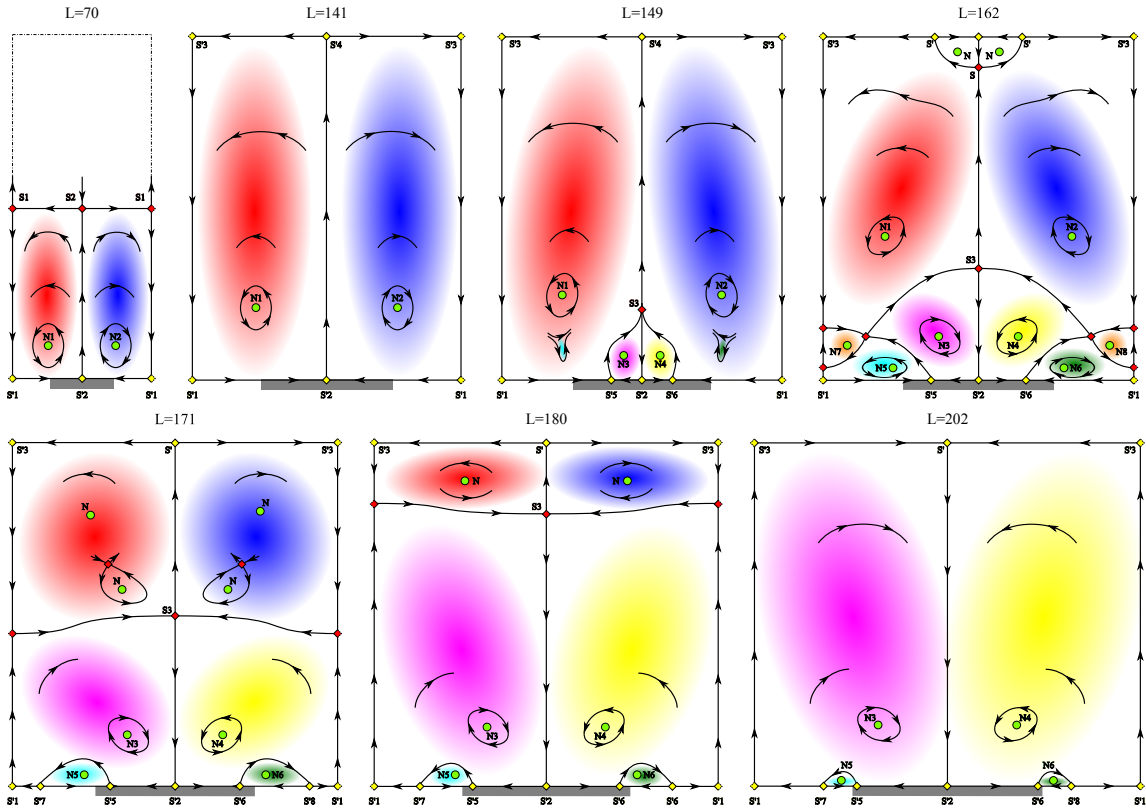 L=70
L=141
L=149
L=162
S'3 S'4 S'3
S'3 S'4 S'3
S'3 S' S' S'3
N N
S
S1 S2 S1
N1 N2
S'1 S'2 S'1
N1 N2
S'1 S'2 S'1
N1 N2
S3
N3 N4
S'1 S'5 S'2 S'6 S'1
N1 N2
S3
N7 N3 N4 N8
N5 N6
S'1 S'5 S'2 S'6 S'1
L=171
L=180
L=202
S'3 S' S'3
N N
N N
S3
N3 N4
N5 N6
S'1 S'7 S'5 S'2 S'6 S'8 S'1
S'3 S'2 S'3
N N
S3
N3 N4
N5 N6
S'1 S'7 S'5 S'2 S'6 S'6 S'1
S'3 S' S'3
N3 N4
N5 N6
S'1 S'7 S'5 S'2 S'6 S'8 S'1